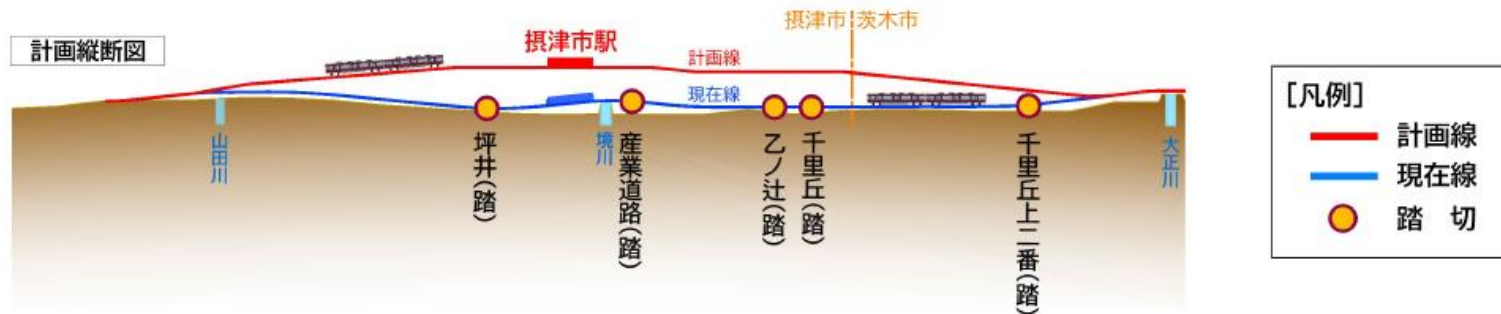 計画縦断図
摂津市駅
摂津市 茨木市
計画線
現在線
山田川
坪井(踏)
境川
産業道路(踏)
乙ノ辻(踏)
千里丘(踏)
千里丘上二番(踏)
大正川
[凡例]
計画線
現在線
踏 切